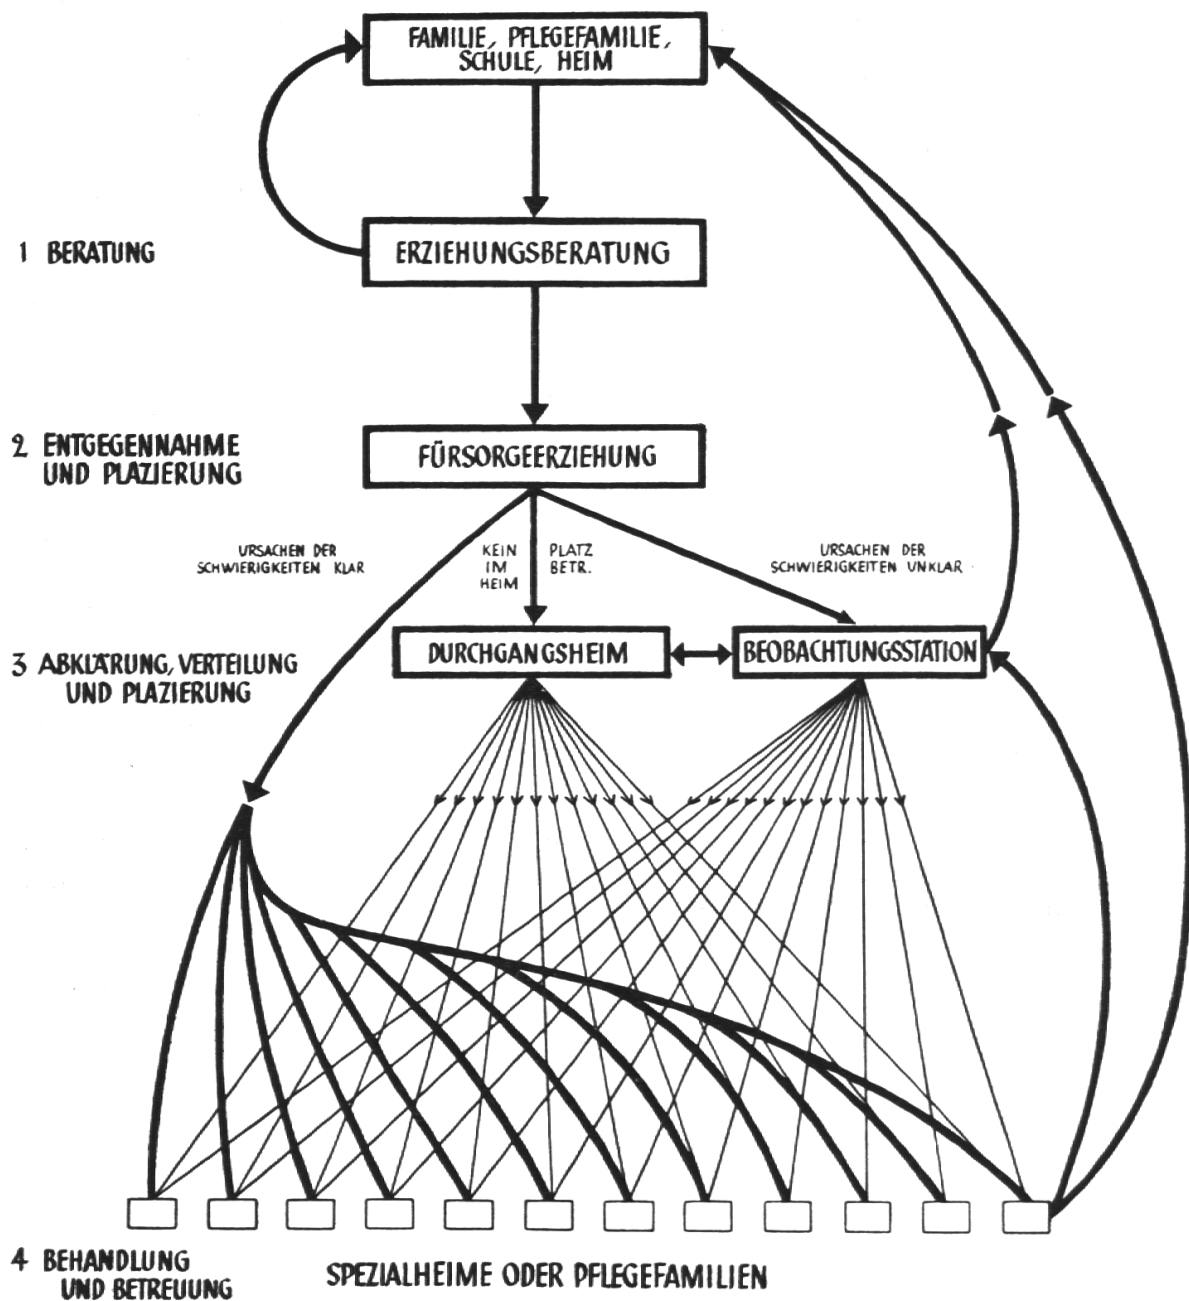 FAMILIE, PFLEGEFAMILIE,
SCHULE, HEIM
1 BERATUNG
ERZIEHUNGSBERATUNG
2 ENTGEGENNAHME
UND PLAZIERUNG
FÜRSORGEERZIEHUNG
URSACHEN DER
SCHWIERIGKEITEN KLAR
KEIN PLATZ
IM BETR.
HEIM
URSACHEN DER
SCHWIERIGKEITEN UNKLAR
3 ABKLÄRUNG, VERTEILUNG
UND PLAZIERUNG
DURCHGANGSHEIM
BEOBACHTUNGSSTATION
4 BEHANDLUNG
UND BETREUUNG
SPEZIALHEIME ODER PFLEGEFAMILIEN